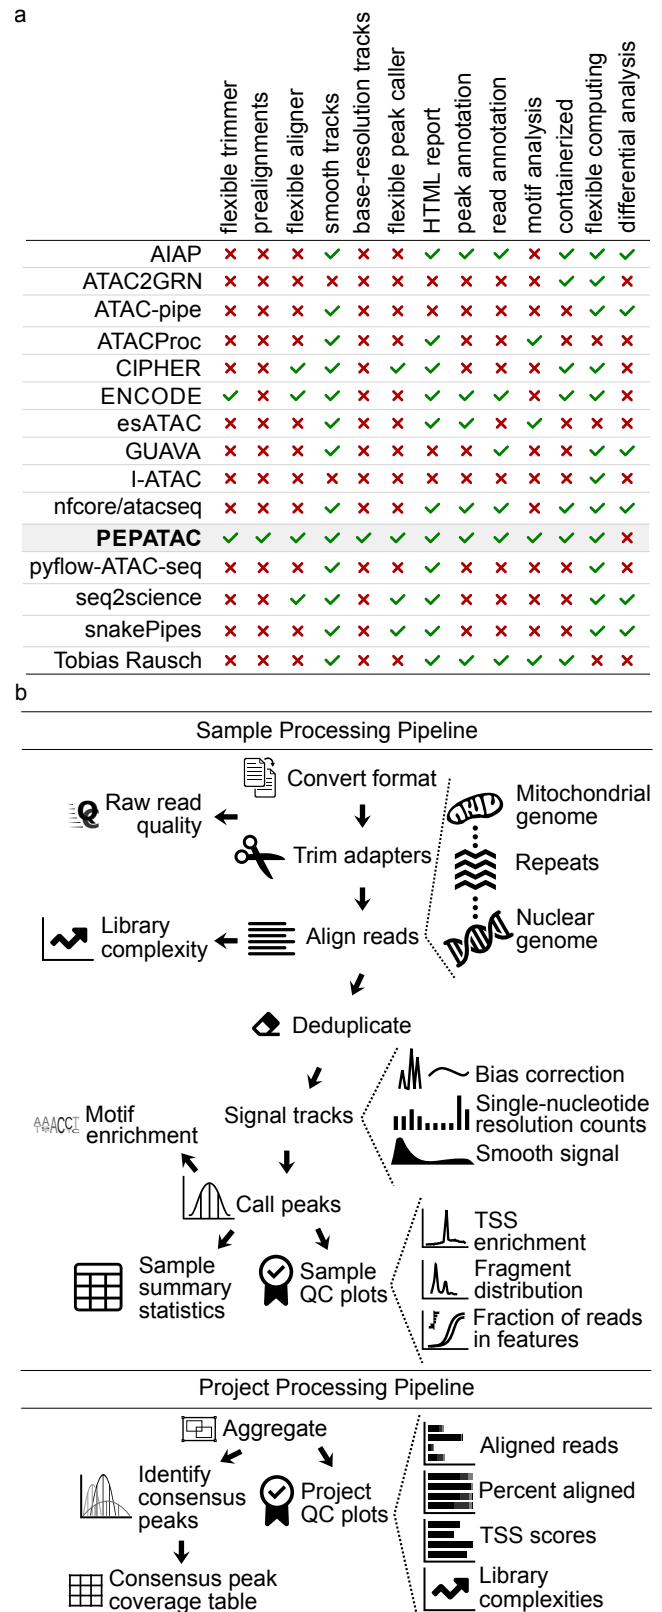 a
flexible trimmer
prealignments
flexible aligner
smooth tracks
base-resolution tracks
flexible peak caller
HTML report
peak annotation
read annotation
motif analysis
containerized
flexible computing
differential analysis
AIAP
ATAC2GRN
ATAC-pipe
ATACProc
CIPHER
ENCODE
esATAC
GUAVA
I-ATAC
nfcore/atacseq
PEPATAC
pyflow-ATAC-seq
seq2science
snakePipes
Tobias Rausch
b
Sample Processing Pipeline
Convert format
Raw read
quality
Trim adapters
Mitochondrial
genome
Repeats
Nuclear
genome
Library
complexity
Align reads
Deduplicate
Signal tracks
Bias correction
Single-nucleotide
resolution counts
Smooth signal
Motif
enrichment
Call peaks
Sample
summary
statistics
Sample
QC plots
TSS
enrichment
Fragment
distribution
Fraction of reads
in features
Project Processing Pipeline
Aggregate
Identify
consensus
peaks
Project
QC plots
Aligned reads
Percent aligned
TSS scores
Library
complexities
Consensus peak
coverage table